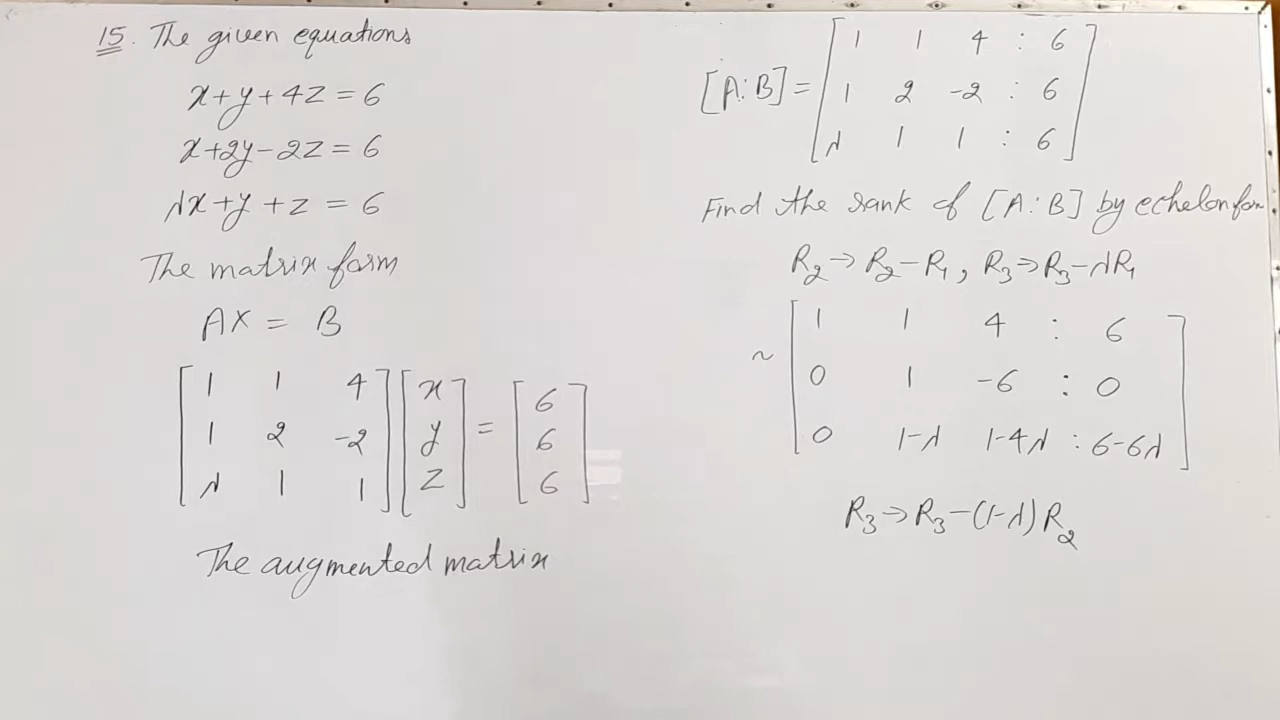 15. The given equations
x+y+4z=6
x+2y-2z=6
λx+y+z=6
The matrix form
AX = B
[1 1 4] [x] = [6]
[1 2 -2] [y] [6]
[λ 1 1] [z] [6]
The augmented matrix
[A:B] = [1 1 4 : 6]
[1 2 -2 : 6]
[λ 1 1 : 6]
Find the rank of [A:B] by echelon for
R₂→R₂-R₁, R₃→R₃-λR₁
~ [1 1 4 : 6]
[0 1 -6 : 0]
[0 1-λ 1-4λ : 6-6λ]
R₃→R₃-(1-λ)R₂